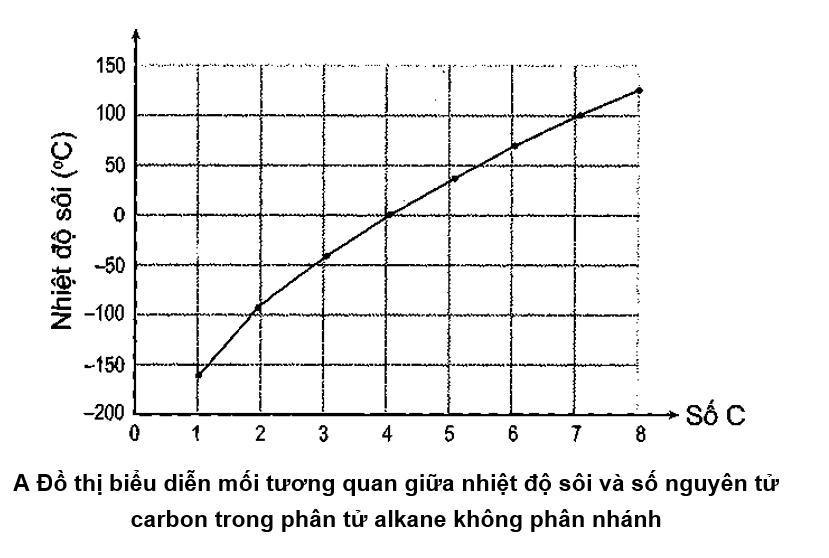 150
100
50
0
–50
–100
–150
–200
Nhiệt độ sôi (ºC)
0 1 2 3 4 5 6 7 8
Số C
A Đồ thị biểu diễn mối tương quan giữa nhiệt độ sôi và số nguyên tử
carbon trong phân tử alkane không phân nhánh